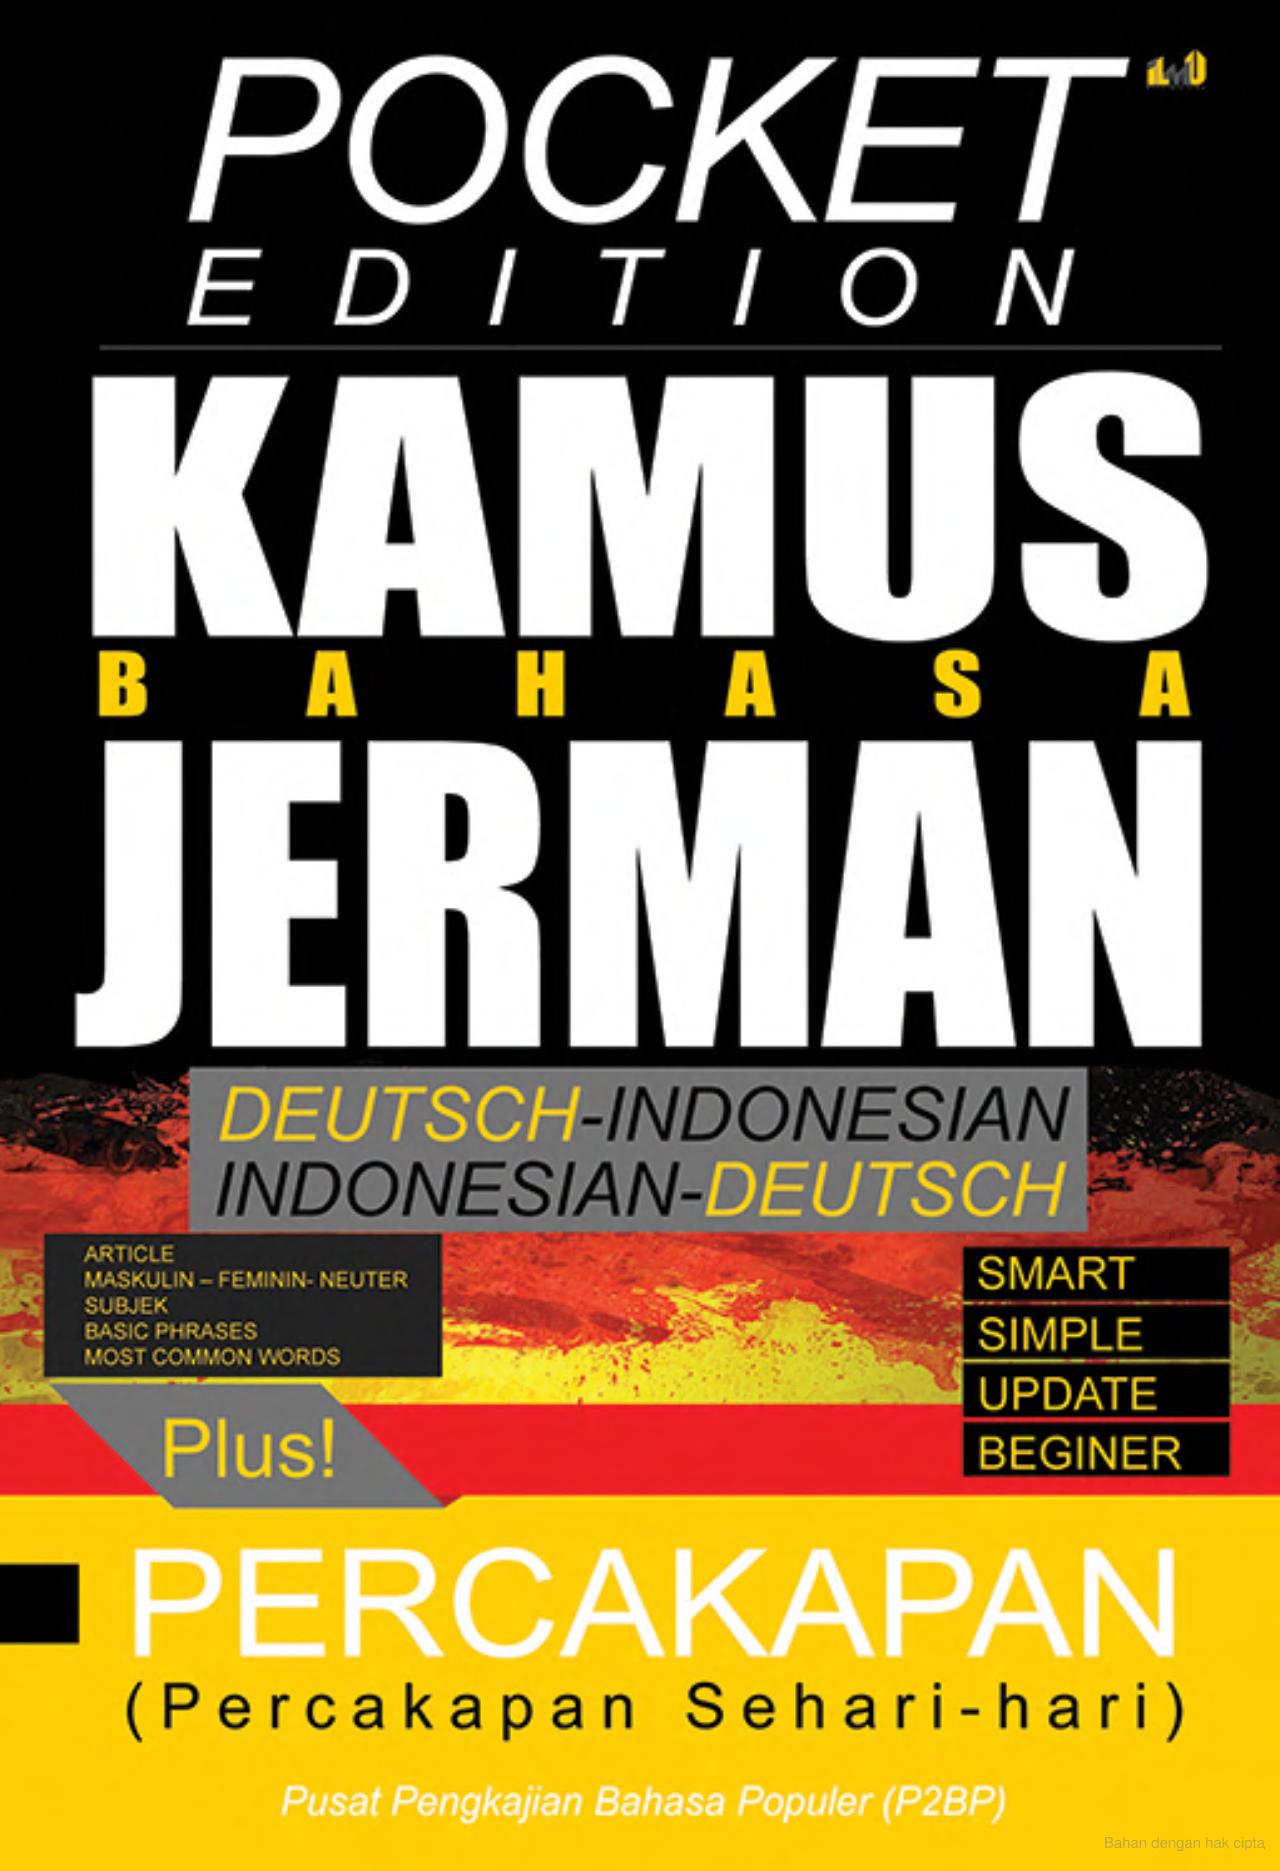 POCKET
iLMU
EDITION
KAMUS
BAHASA
JERMAN
DEUTSCH-INDONESIAN
INDONESIAN-DEUTSCH
ARTICLE
MASKULIN – FEMININ- NEUTER
SUBJEK
BASIC PHRASES
MOST COMMON WORDS
SMART
SIMPLE
UPDATE
BEGINER
Plus!
PERCAKAPAN
(Percakapan Sehari-hari)
Pusat Pengkajian Bahasa Populer (P2BP)
Bahan dengan hak cipta